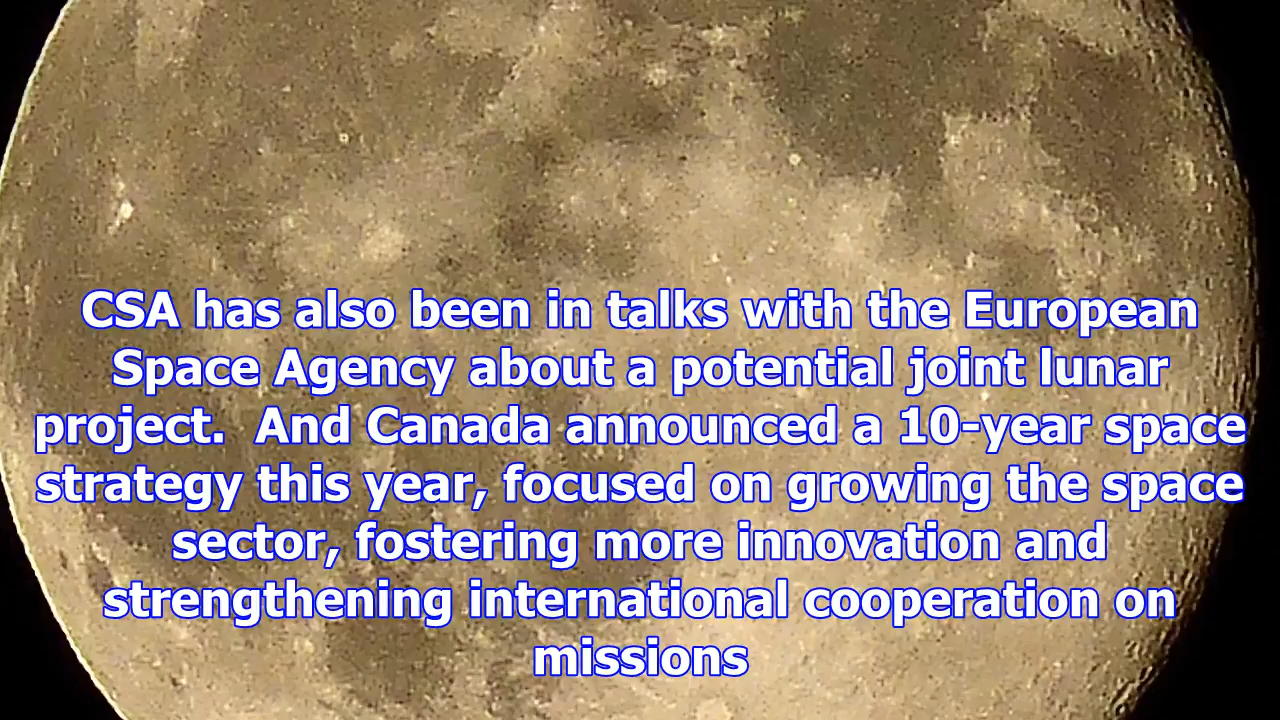 CSA has also been in talks with the European
Space Agency about a potential joint lunar
project.  And Canada announced a 10-year space
strategy this year, focused on growing the space
sector, fostering more innovation and
strengthening international cooperation on
missions